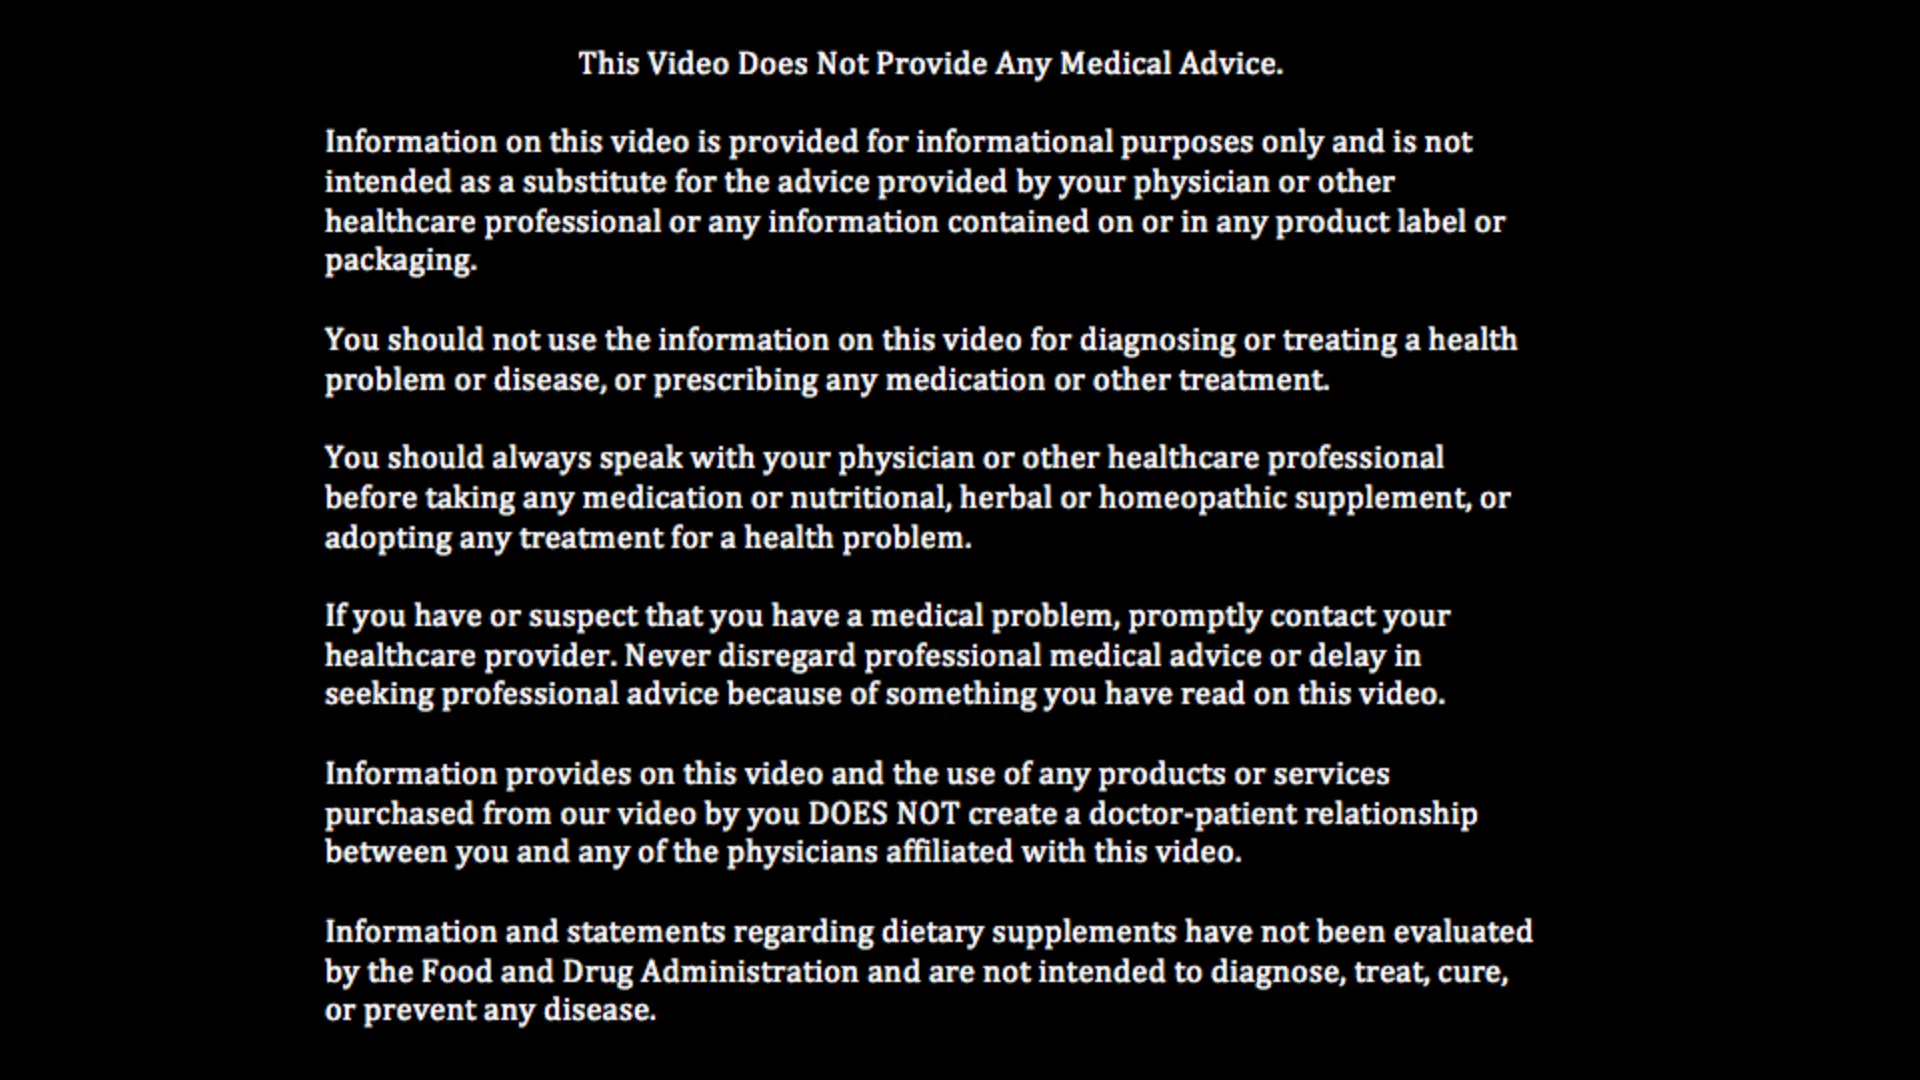 This Video Does Not Provide Any Medical Advice.
Information on this video is provided for informational purposes only and is not
intended as a substitute for the advice provided by your physician or other
healthcare professional or any information contained on or in any product label or
packaging.
You should not use the information on this video for diagnosing or treating a health
problem or disease, or prescribing any medication or other treatment.
You should always speak with your physician or other healthcare professional
before taking any medication or nutritional, herbal or homeopathic supplement, or
adopting any treatment for a health problem.
If you have or suspect that you have a medical problem, promptly contact your
healthcare provider. Never disregard professional medical advice or delay in
seeking professional advice because of something you have read on this video.
Information provides on this video and the use of any products or services
purchased from our video by you DOES NOT create a doctor-patient relationship
between you and any of the physicians affiliated with this video.
Information and statements regarding dietary supplements have not been evaluated
by the Food and Drug Administration and are not intended to diagnose, treat, cure,
or prevent any disease.